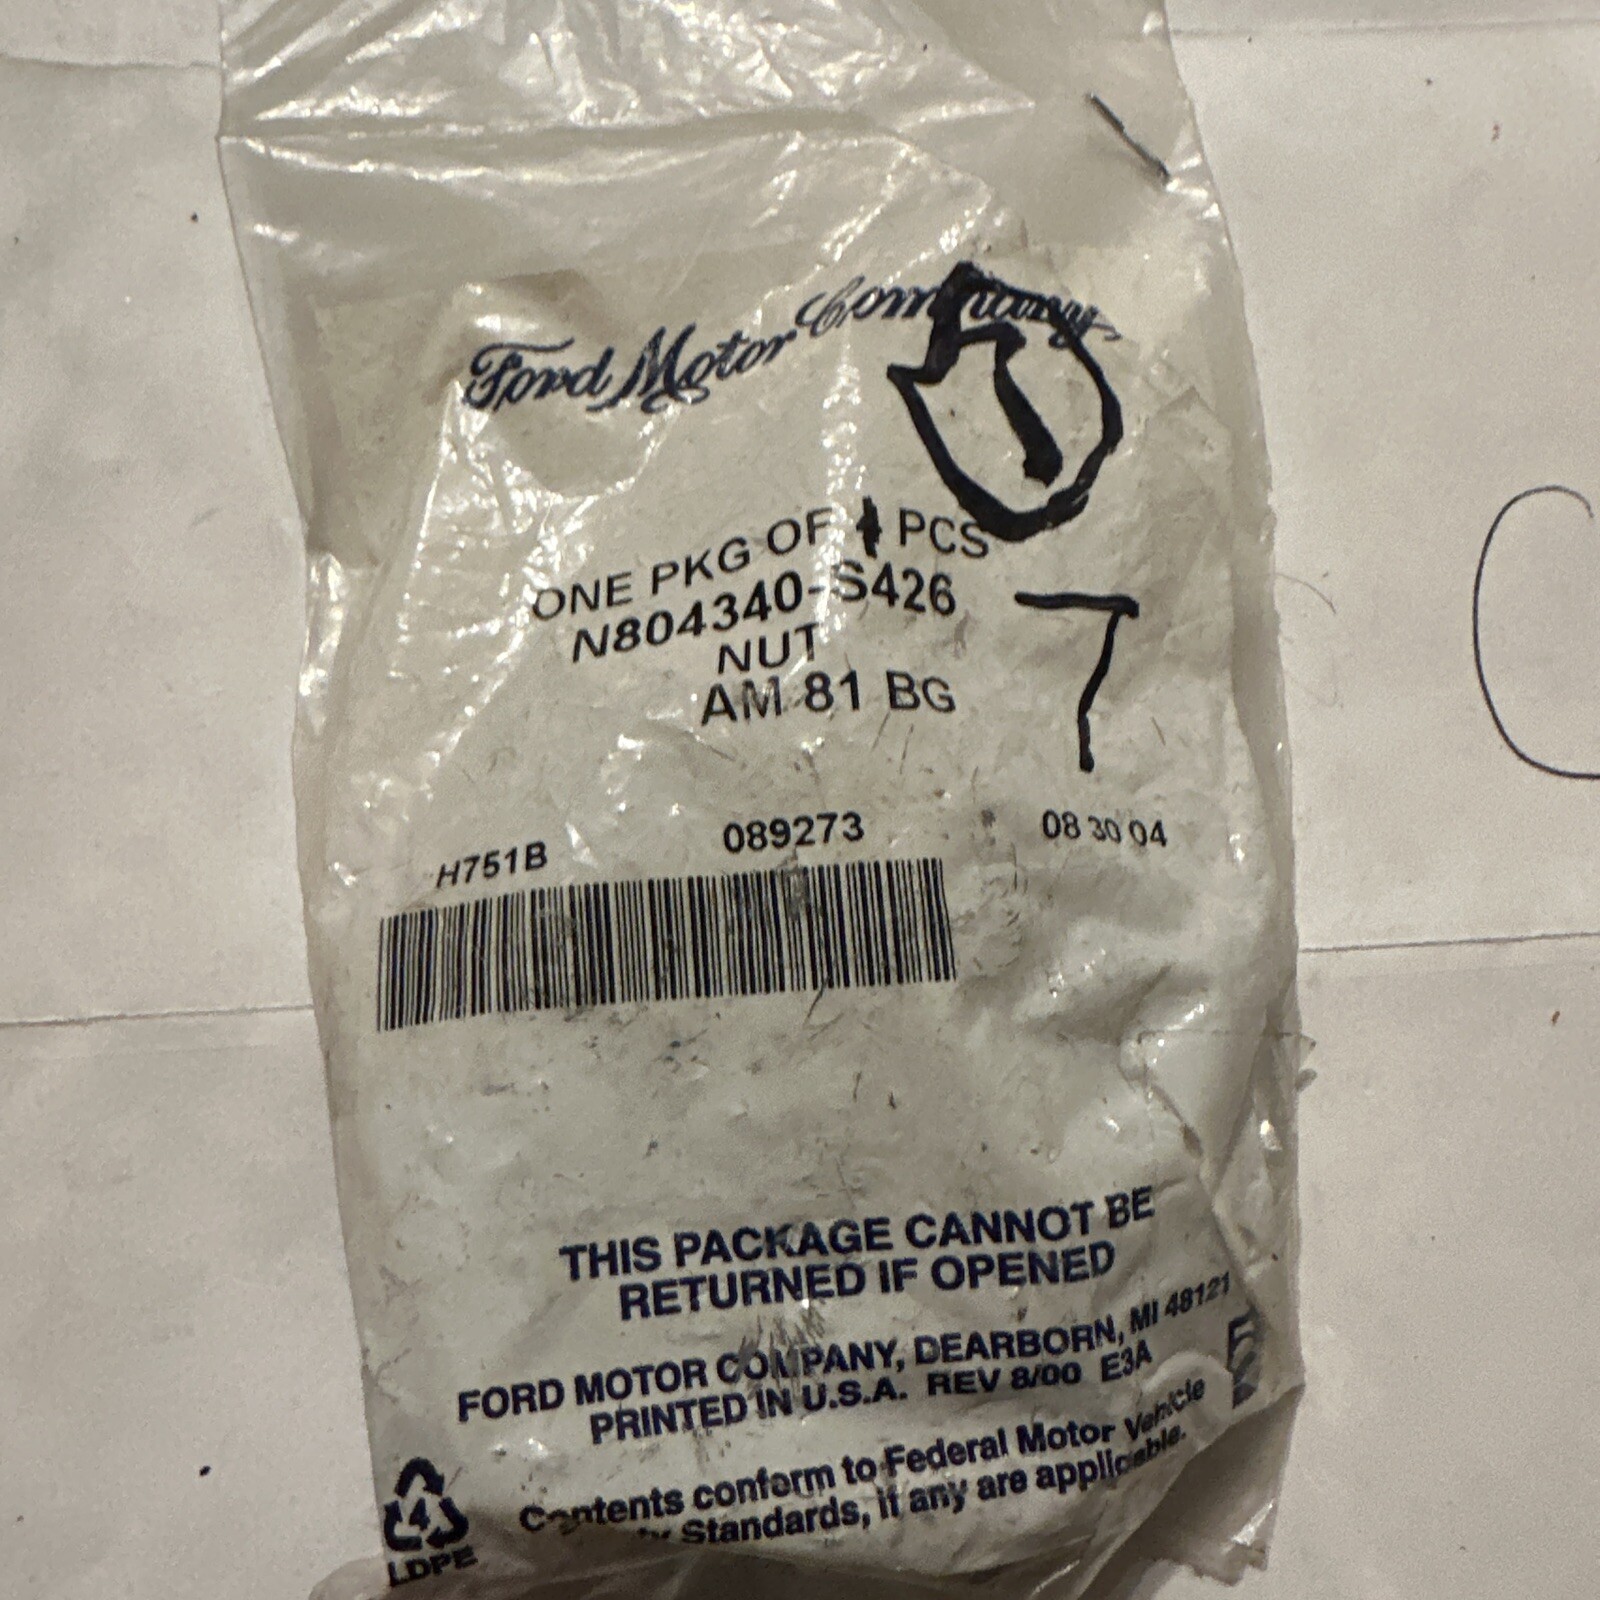 Ford Motor Company
ONE PKG OF 4 PCS
N804340-S426
NUT
AM 81 BG
7
H751B 089273 08 30 04
THIS PACKAGE CANNOT BE
RETURNED IF OPENED
FORD MOTOR COMPANY, DEARBORN, MI 48121
PRINTED IN U.S.A. REV 8/00 E3A
Contents conform to Federal Motor Vehicle
Standards, if any are applicable.
4
LDPE